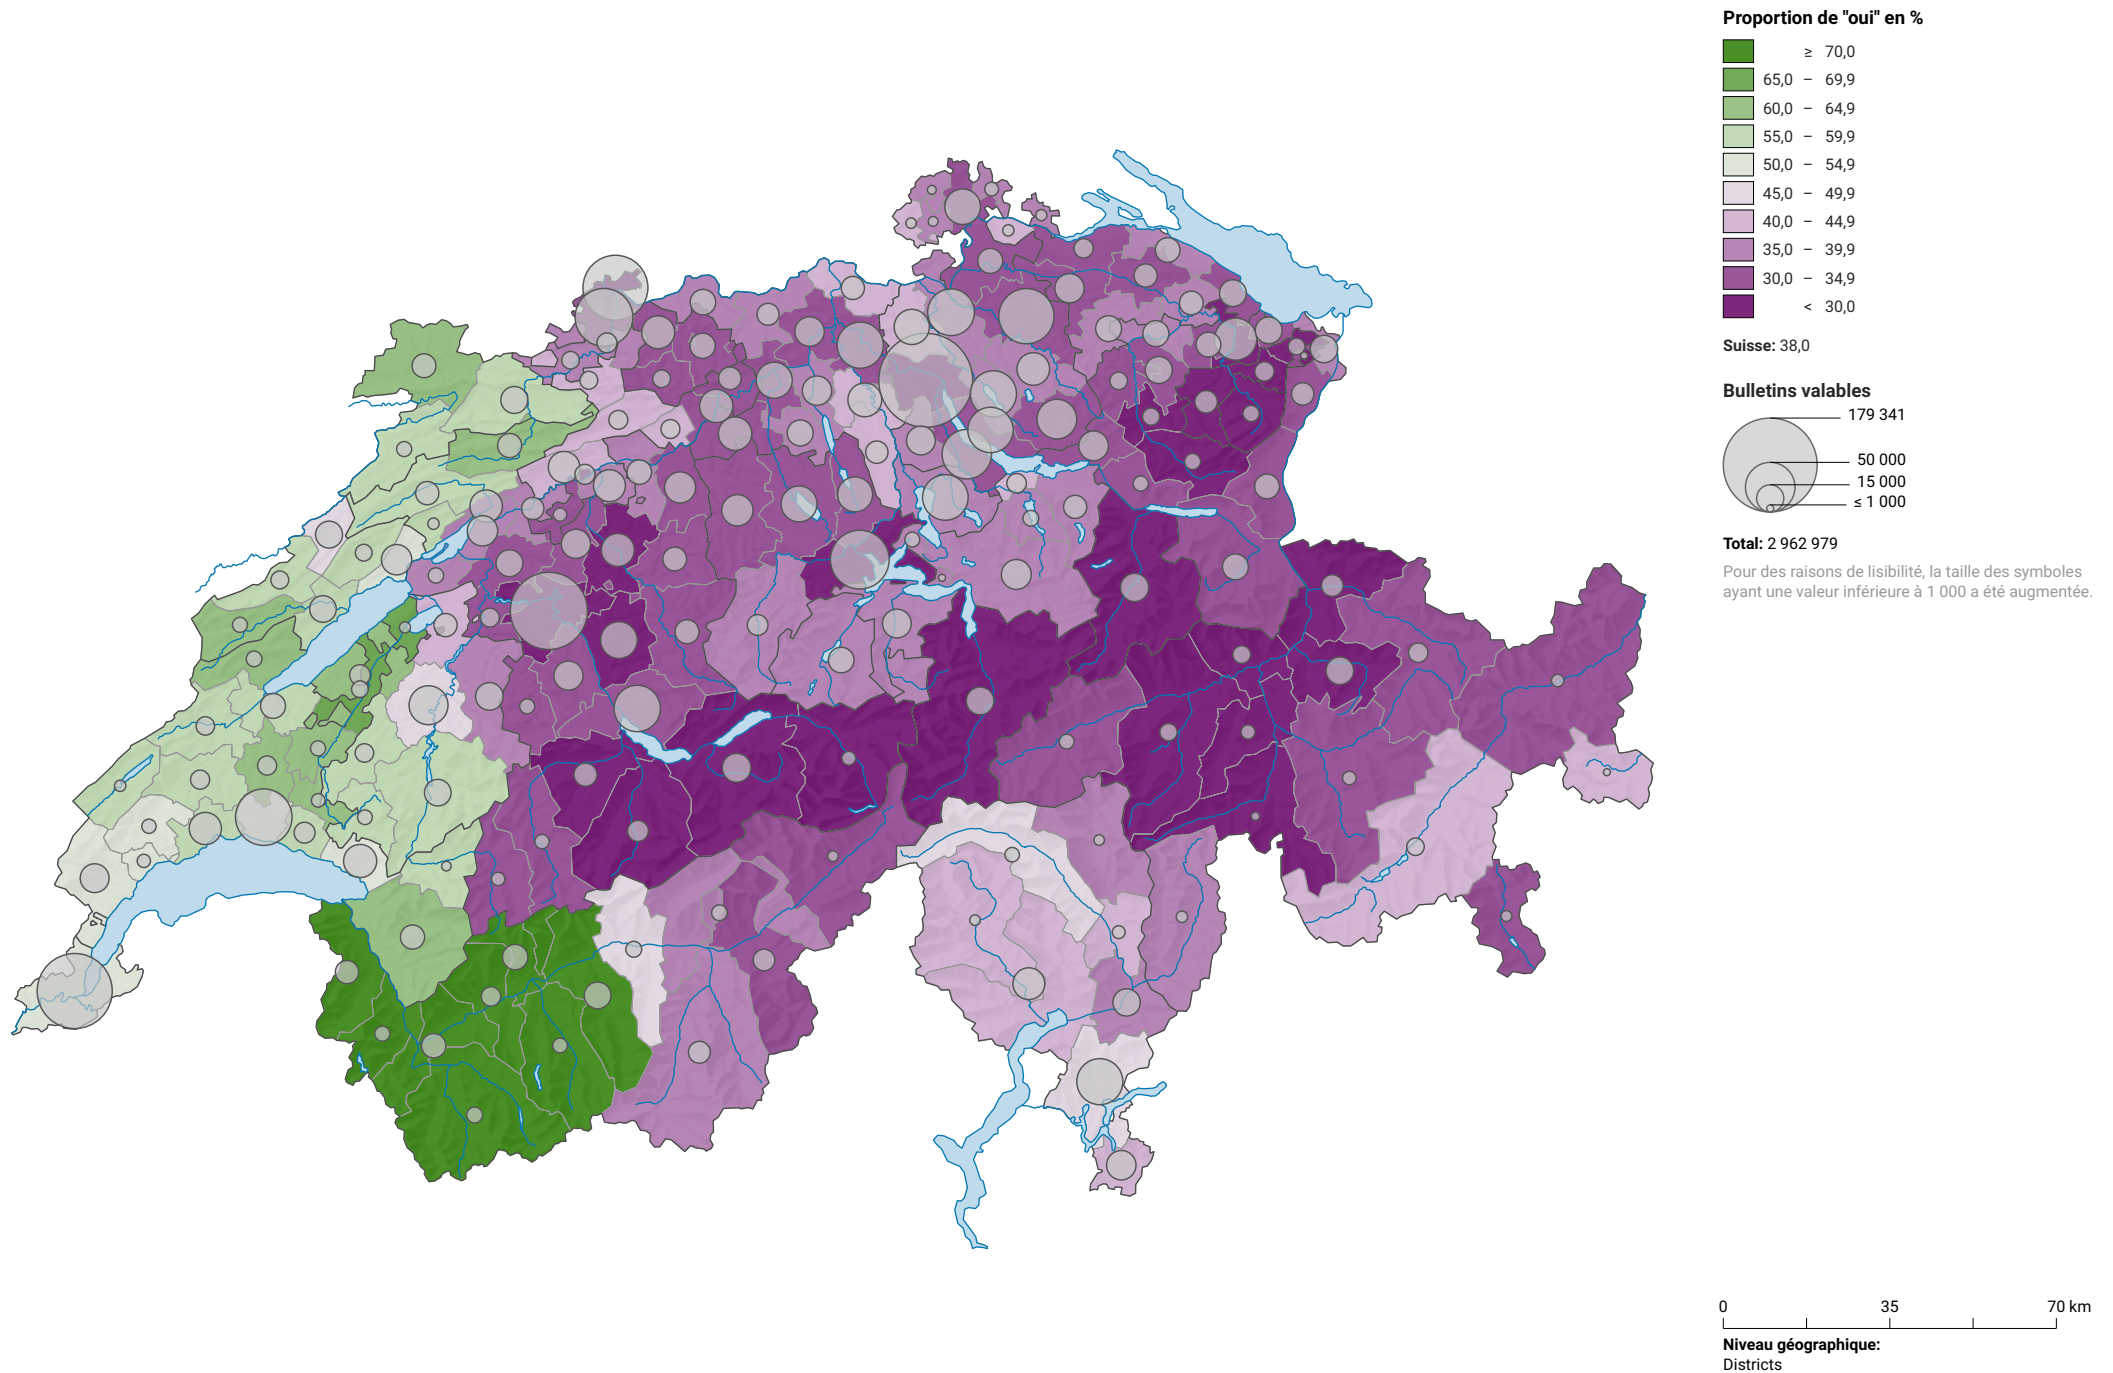 Proportion de "oui" en %
≥ 70,0
65,0 – 69,9
60,0 – 64,9
55,0 – 59,9
50,0 – 54,9
45,0 – 49,9
40,0 – 44,9
35,0 – 39,9
30,0 – 34,9
< 30,0
Suisse: 38,0
Bulletins valables
179 341
50 000
15 000
≤ 1 000
Total: 2 962 979
Pour des raisons de lisibilité, la taille des symboles
ayant une valeur inférieure à 1 000 a été augmentée.
0 35 70 km
Niveau géographique:
Districts